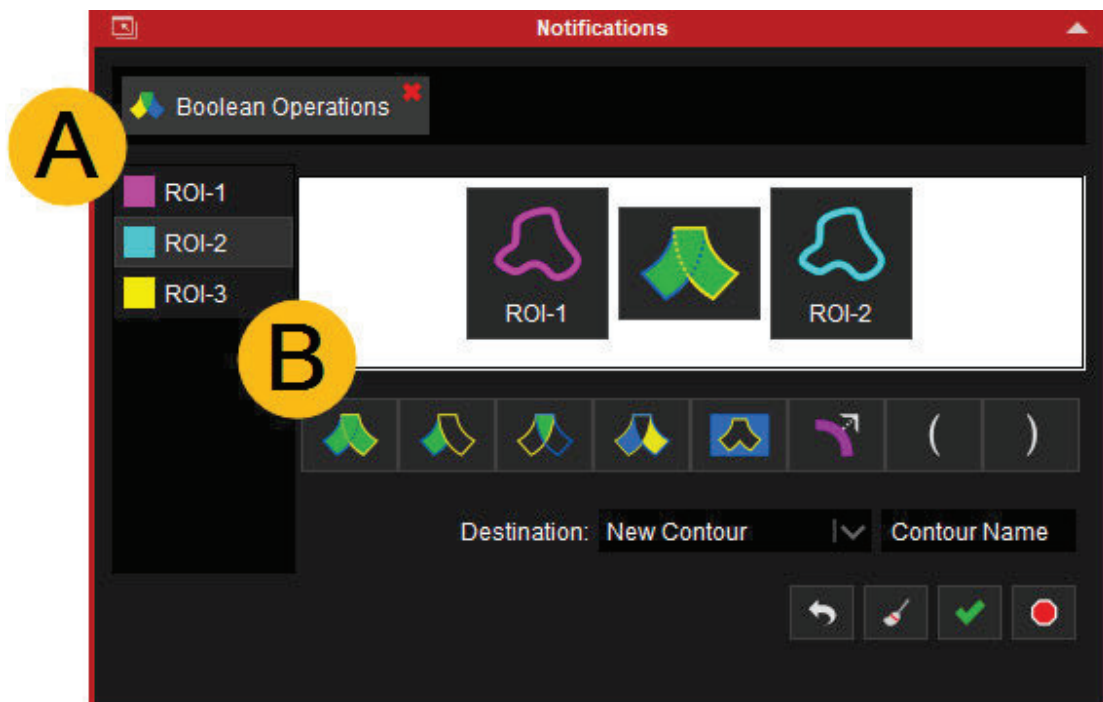 Notifications
A
Boolean Operations
ROI-1
ROI-2
ROI-3
B
ROI-1
ROI-2
( )
Destination: New Contour Contour Name